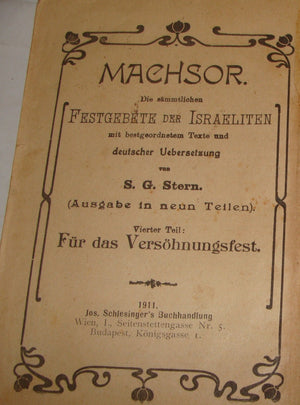 MACHSOR.
Die sämmtlichen
FESTGEBETE DER ISRAELITEN
mit bestgeordnetem Texte und
deutscher Uebersetzung
von
S. G. Stern.
(Ausgabe in neun Teilen).
Vierter Teil:
Für das Versöhnungsfest.
1911.
Jos. Schlesinger's Buchhandlung
Wien, I., Seitenstettengasse Nr. 5.
Budapest, Königsgasse 1.